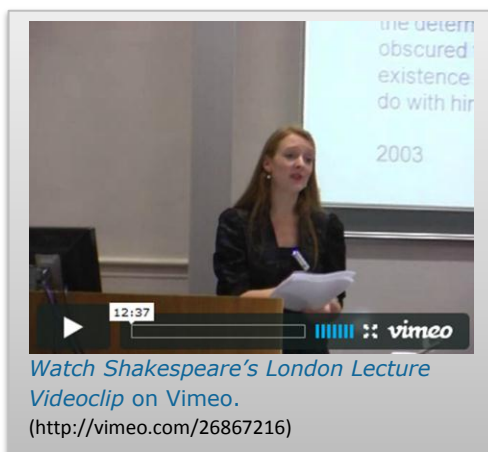 the determ
obscured
existence
do with hin
2003
12:37
vimeo
Watch Shakespeare's London Lecture
Videoclip on Vimeo.
(http://vimeo.com/26867216)